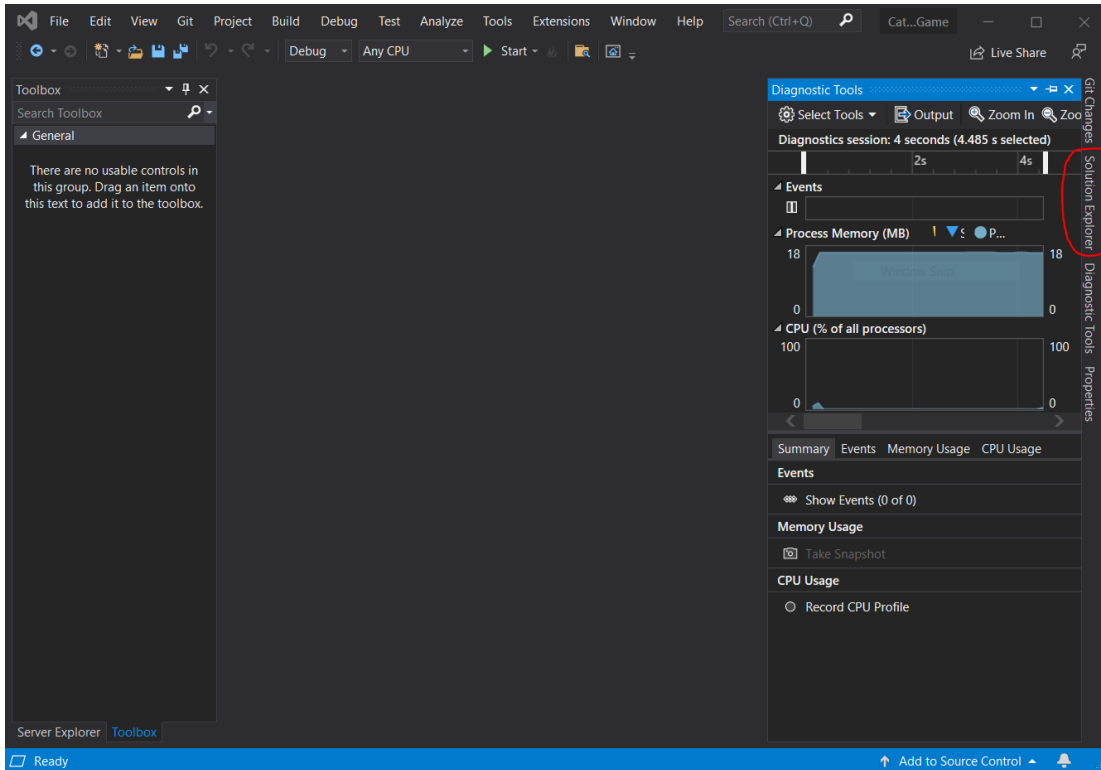 File Edit View Git Project Build Debug Test Analyze Tools Extensions Window Help Search (Ctrl+Q) Cat...Game
Debug Any CPU Start Live Share
Toolbox
Search Toolbox
General
There are no usable controls in
this group. Drag an item onto
this text to add it to the toolbox.
Server Explorer Toolbox
Diagnostic Tools
Select Tools Output Zoom In Zoo
Diagnostics session: 4 seconds (4.485 s selected)
2s 4s
Events
Process Memory (MB) S P...
18 18
Window Snip
0 0
CPU (% of all processors)
100 100
0 0
Summary Events Memory Usage CPU Usage
Events
Show Events (0 of 0)
Memory Usage
Take Snapshot
CPU Usage
Record CPU Profile
Git Changes
Solution Explorer
Diagnostic Tools
Properties
Ready Add to Source Control